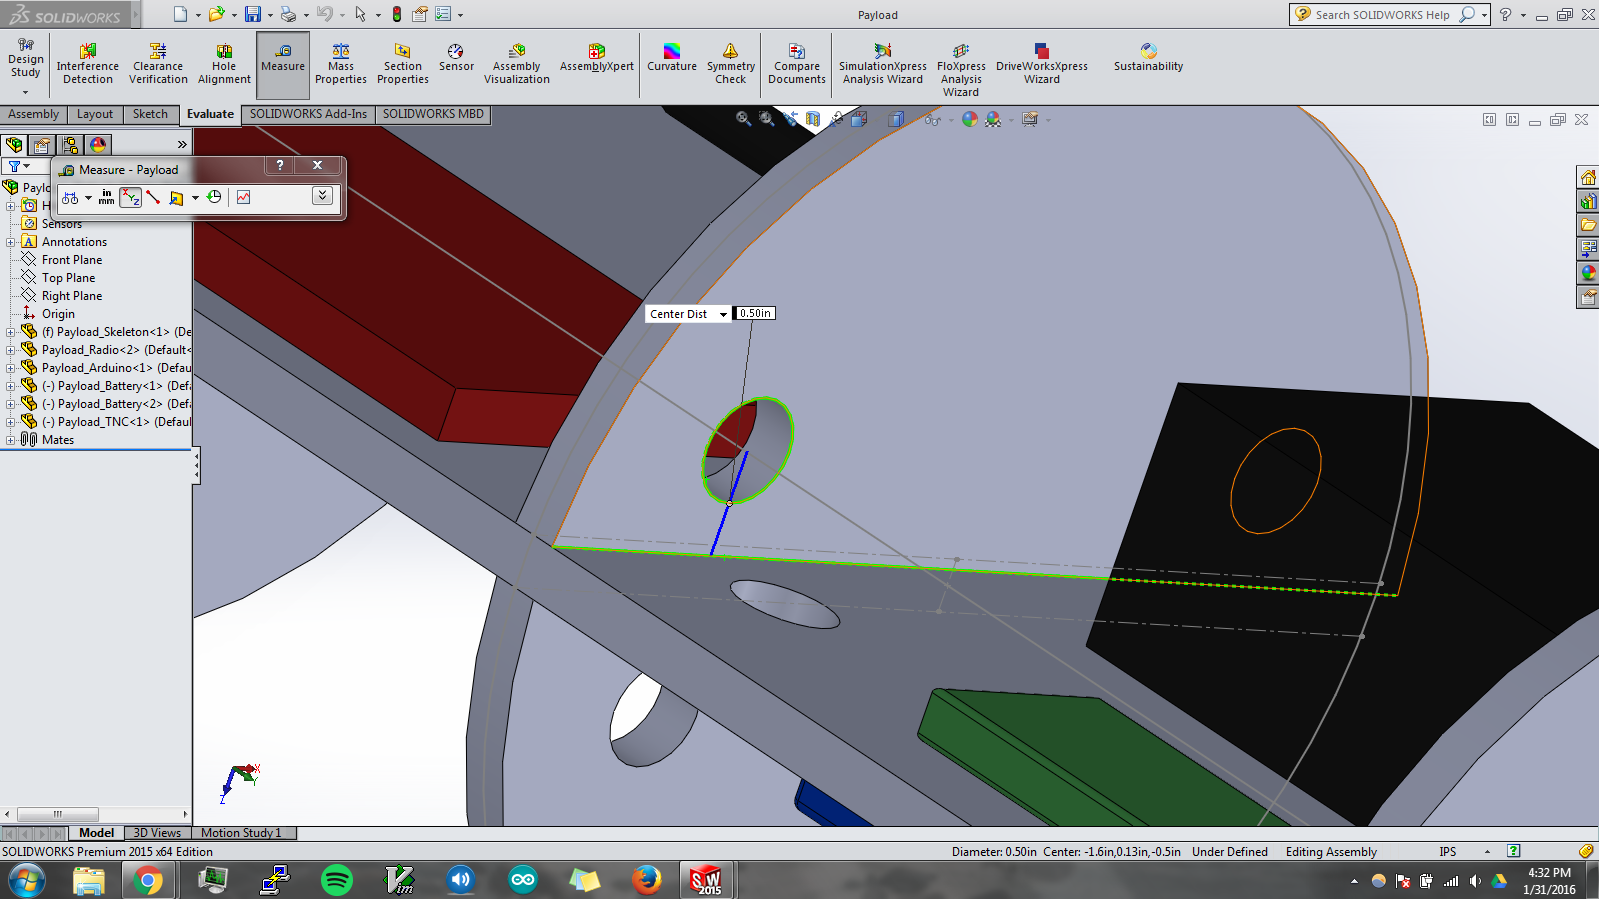 SOLIDWORKS
Payload
Search SOLIDWORKS Help
Design Study
Interference Detection
Clearance Verification
Hole Alignment
Measure
Mass Properties
Section Properties
Sensor
Assembly Visualization
AssemblyXpert
Curvature
Symmetry Check
Compare Documents
SimulationXpress Analysis Wizard
FloXpress Analysis Wizard
DriveWorksXpress Wizard
Sustainability
Assembly
Layout
Sketch
Evaluate
SOLIDWORKS Add-Ins
SOLIDWORKS MBD
Measure - Payload
in mm
XYZ
Paylo
H
Sensors
Annotations
Front Plane
Top Plane
Right Plane
Origin
(f) Payload_Skeleton<1> (De
Payload_Radio<2> (Default<
Payload_Arduino<1> (Defau
(-) Payload_Battery<1> (Defa
(-) Payload_Battery<2> (Defa
(-) Payload_TNC<1> (Defaul
Mates
Center Dist
0.50in
X
Y
Z
Model
3D Views
Motion Study 1
SOLIDWORKS Premium 2015 x64 Edition
Diameter: 0.50in Center: -1.6in,0.13in,-0.5in
Under Defined
Editing Assembly
IPS
Vim
SW 2015
4:32 PM
1/31/2016